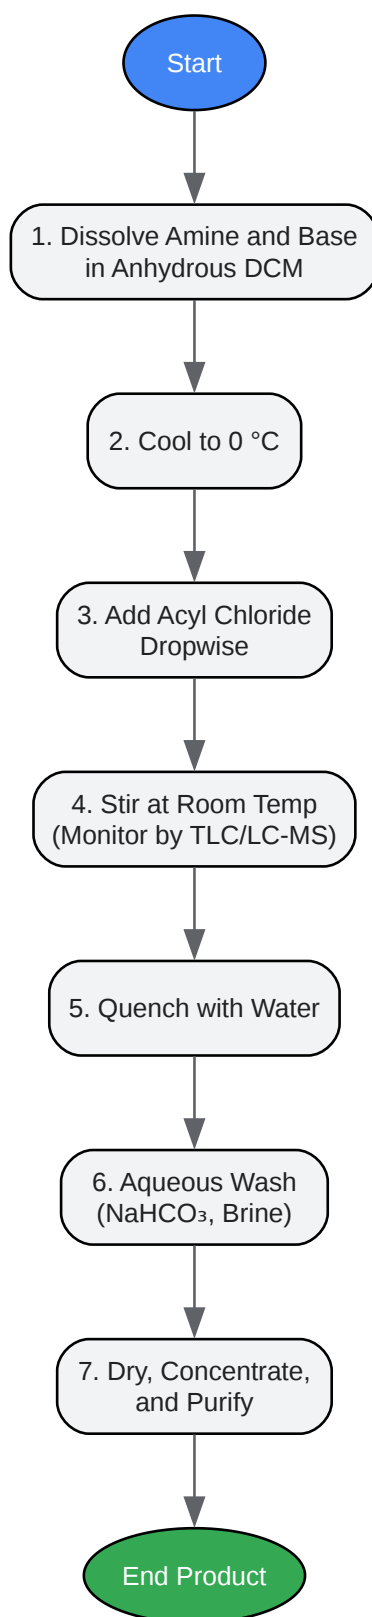 Start
1. Dissolve Amine and Base
in Anhydrous DCM
2. Cool to 0 °C
3. Add Acyl Chloride
Dropwise
4. Stir at Room Temp
(Monitor by TLC/LC-MS)
5. Quench with Water
6. Aqueous Wash
(NaHCO₃, Brine)
7. Dry, Concentrate,
and Purify
End Product